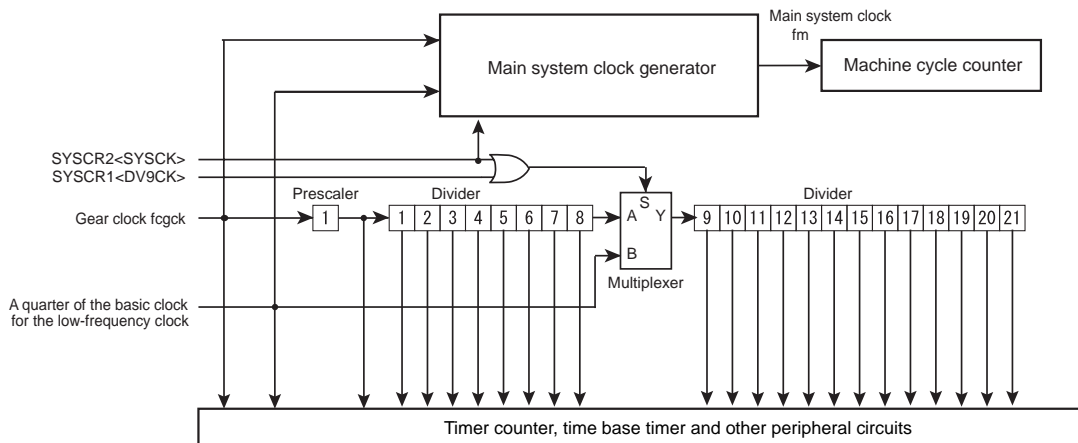 Main system clock
fm
Main system clock generator
Machine cycle counter
SYSCR2<SYSCK>
SYSCR1<DV9CK>
Prescaler
Divider
S
Divider
Gear clock fcgck
1
1 2 3 4 5 6 7 8
A
Y
9 10 11 12 13 14 15 16 17 18 19 20 21
B
Multiplexer
A quarter of the basic clock
for the low-frequency clock
Timer counter, time base timer and other peripheral circuits